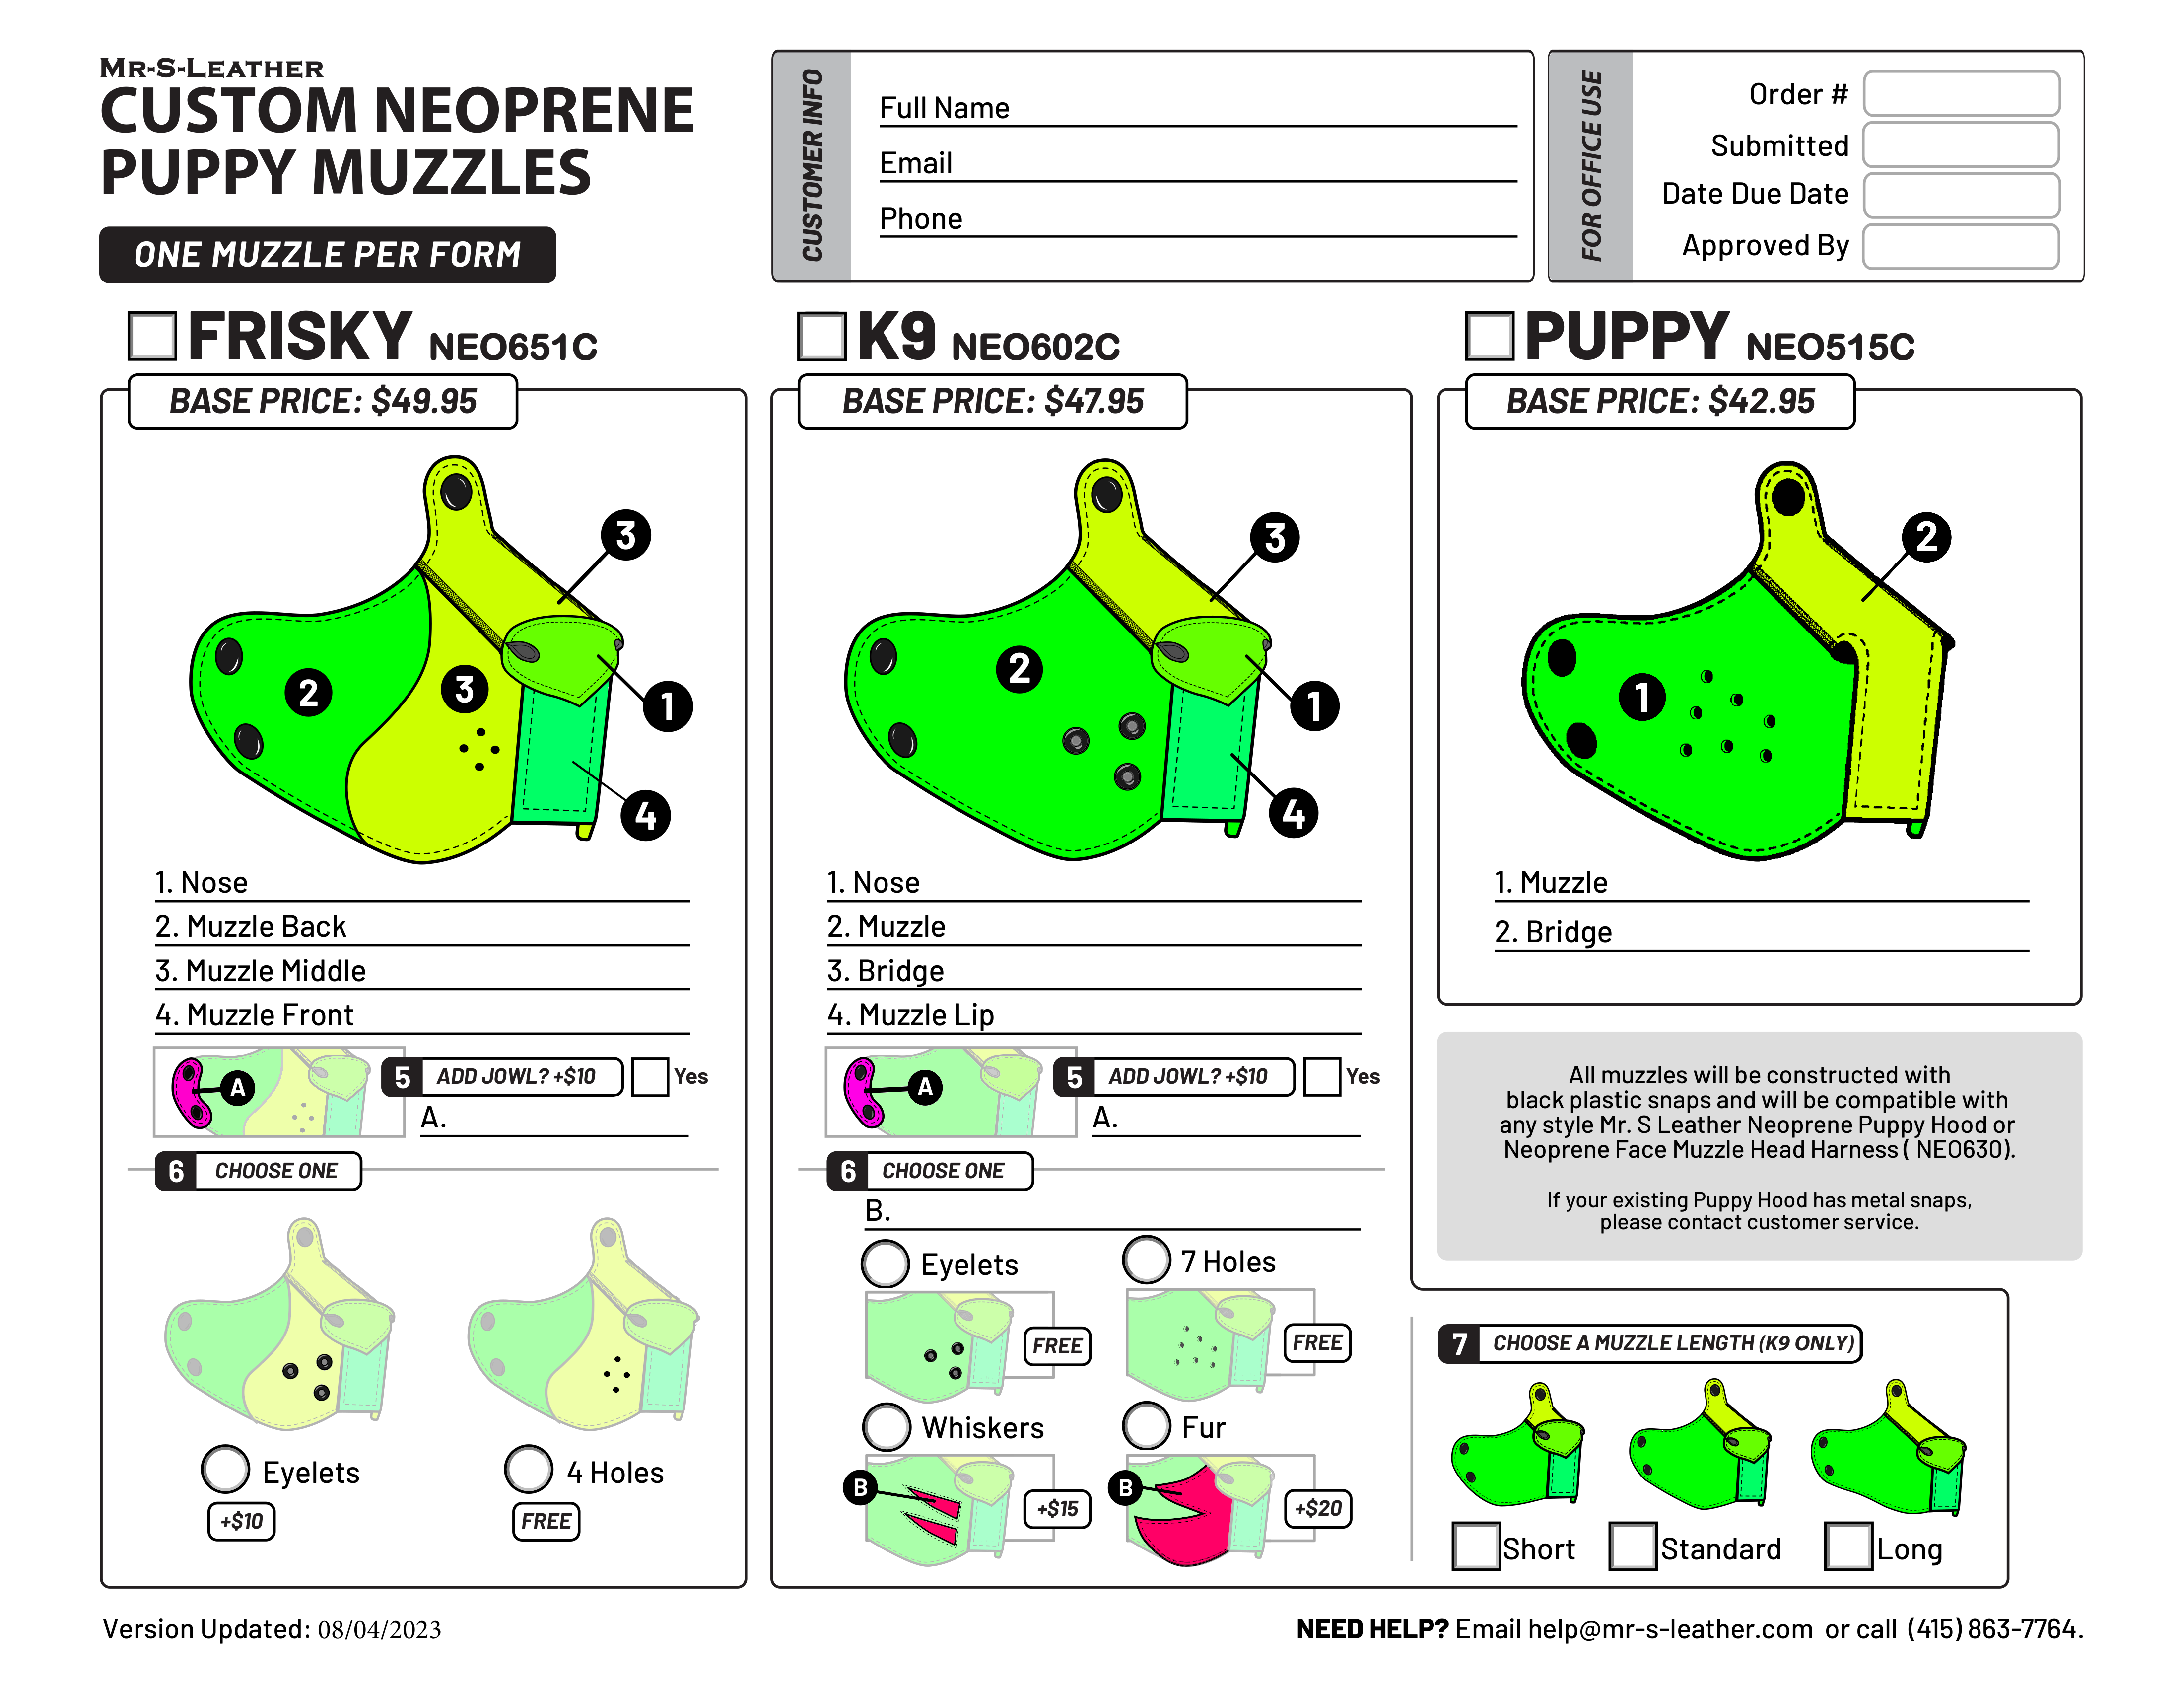 MR-S-LEATHER
CUSTOM NEOPRENE
PUPPY MUZZLES
ONE MUZZLE PER FORM
CUSTOMER INFO
Full Name
Email
Phone
FOR OFFICE USE
Order #
Submitted
Date Due Date
Approved By
FRISKY NEO651C
BASE PRICE: $49.95
3
2
3
1
4
1. Nose
2. Muzzle Back
3. Muzzle Middle
4. Muzzle Front
A
5 ADD JOWL? +$10 Yes
A.
6 CHOOSE ONE
Eyelets
+$10
4 Holes
FREE
K9 NEO602C
BASE PRICE: $47.95
3
2
1
4
1. Nose
2. Muzzle
3. Bridge
4. Muzzle Lip
A
5 ADD JOWL? +$10 Yes
A.
6 CHOOSE ONE
B.
Eyelets
FREE
7 Holes
FREE
Whiskers
B
+$15
Fur
B
+$20
7 CHOOSE A MUZZLE LENGTH (K9 ONLY)
Short
Standard
Long
PUPPY NEO515C
BASE PRICE: $42.95
2
1
1. Muzzle
2. Bridge
All muzzles will be constructed with
black plastic snaps and will be compatible with
any style Mr. S Leather Neoprene Puppy Hood or
Neoprene Face Muzzle Head Harness ( NEO630).
If your existing Puppy Hood has metal snaps,
please contact customer service.
Version Updated: 08/04/2023
NEED HELP? Email help@mr-s-leather.com or call (415) 863-7764.